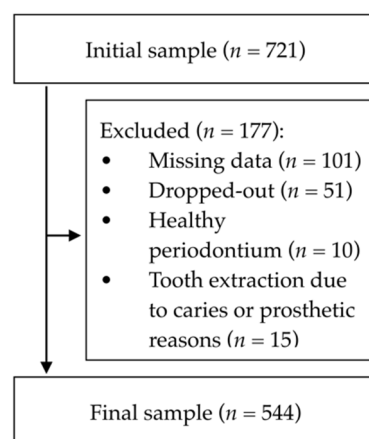 Initial sample (n = 721)
Excluded (n = 177):
• Missing data (n = 101)
• Dropped-out (n = 51)
• Healthy
periodontium (n = 10)
• Tooth extraction due
to caries or prosthetic
reasons (n = 15)
Final sample (n = 544)